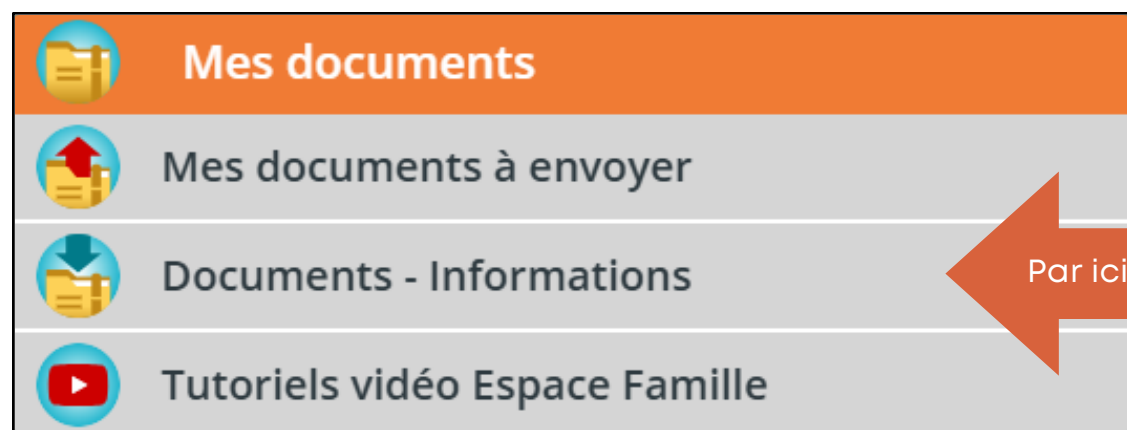 Mes documents
Mes documents à envoyer
Documents - Informations
Par ici
Tutoriels vidéo Espace Famille